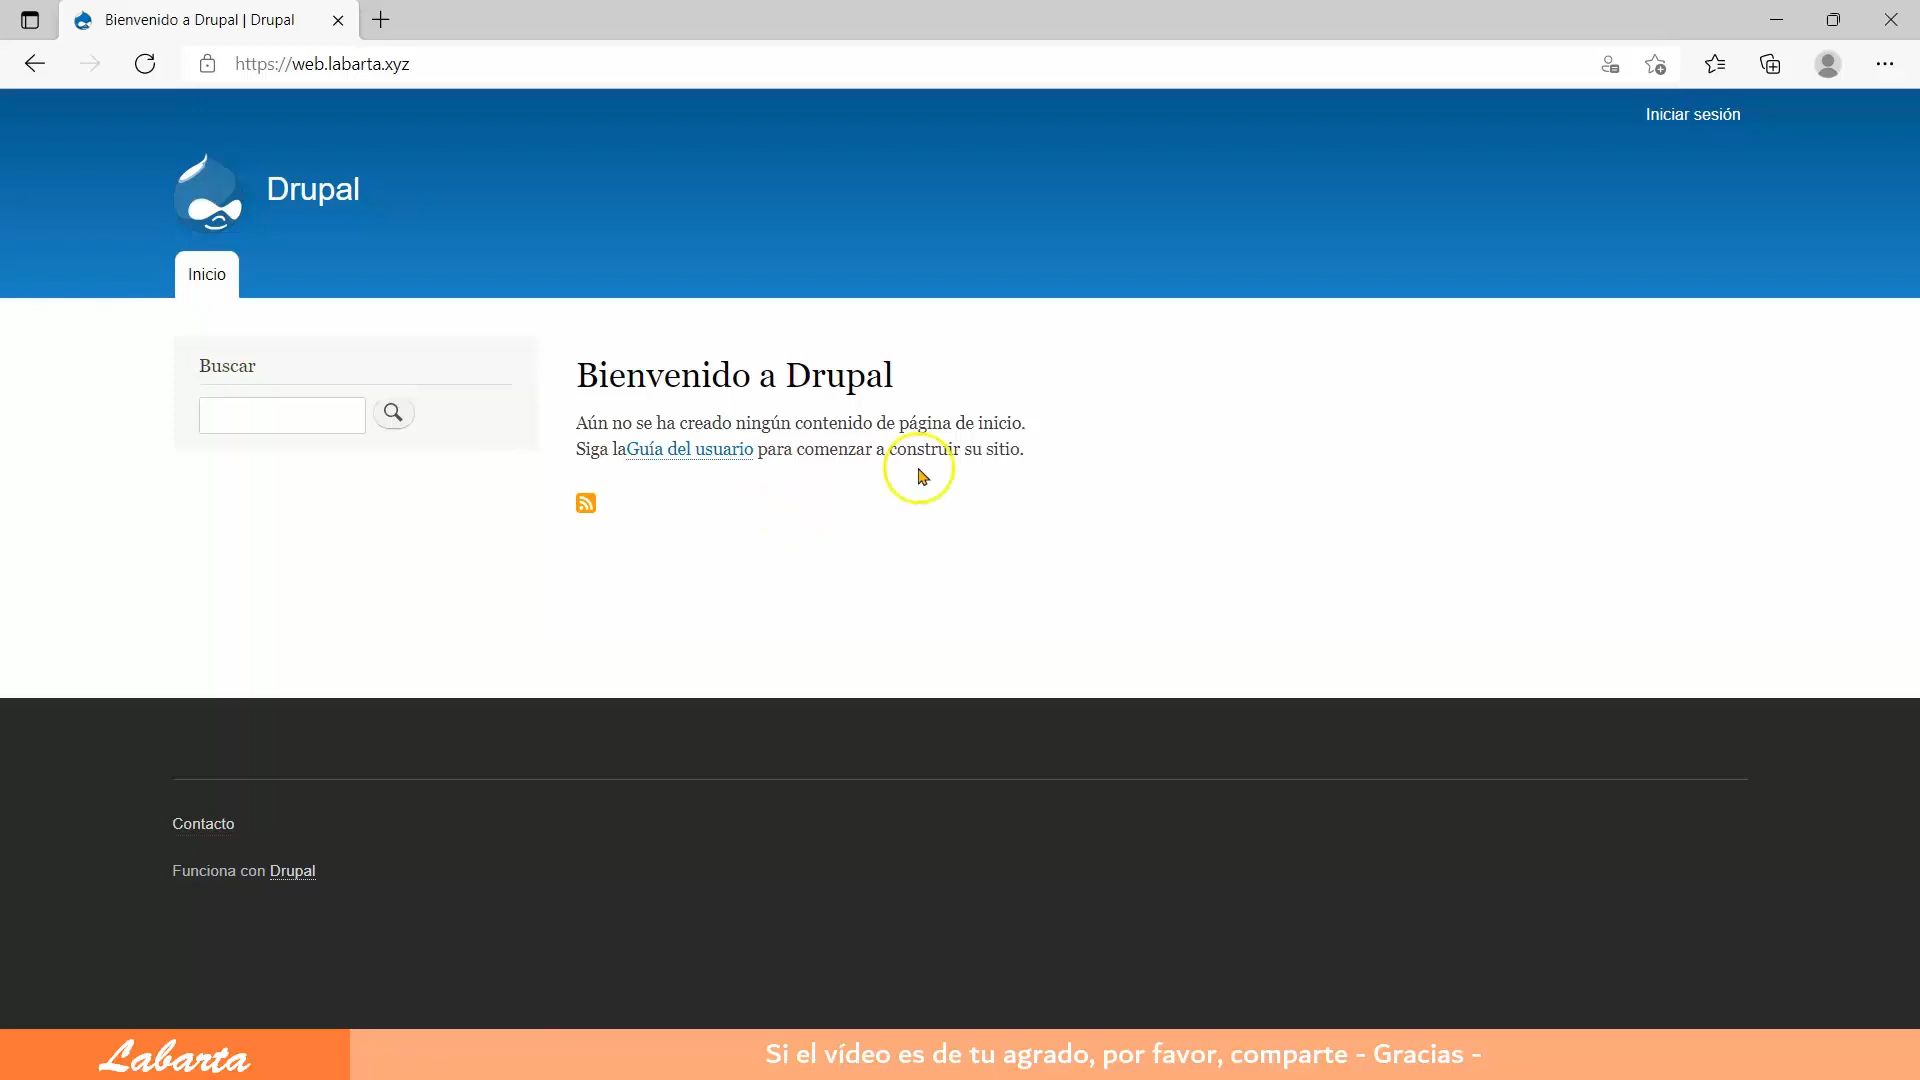 Bienvenido a Drupal | Drupal
https://web.labarta.xyz
Iniciar sesión
Drupal
Inicio
Buscar
Bienvenido a Drupal
Aún no se ha creado ningún contenido de página de inicio.
Siga laGuía del usuario para comenzar a construir su sitio.
Contacto
Funciona con Drupal
Labarta
Si el vídeo es de tu agrado, por favor, comparte - Gracias -